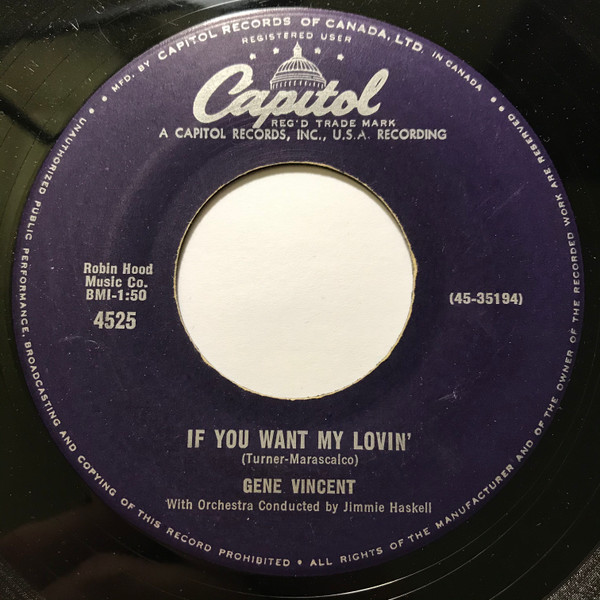 MFD. BY CAPITOL RECORDS OF CANADA, LTD. IN CANADA
REGISTERED USER
Capitol
REG'D TRADE MARK
A CAPITOL RECORDS, INC., U.S.A. RECORDING
Robin Hood
Music Co.
BMI-1:50
4525
(45-35194)
IF YOU WANT MY LOVIN'
(Turner-Marascalco)
GENE VINCENT
With Orchestra Conducted by Jimmie Haskell
UNAUTHORIZED PUBLIC PERFORMANCE, BROADCASTING AND COPYING OF THIS RECORD PROHIBITED • ALL RIGHTS OF THE MANUFACTURER AND OF THE OWNER OF THE RECORDED WORK ARE RESERVED